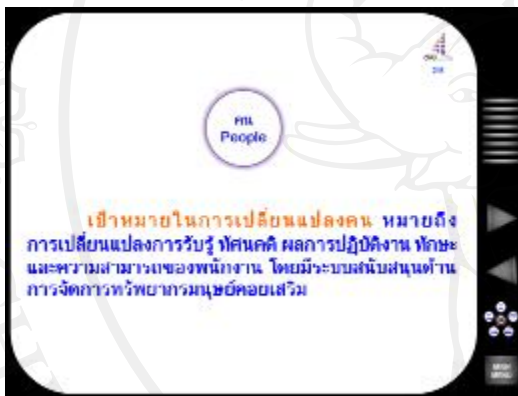 คน
People
เป้าหมายในการเปลี่ยนแปลงคน หมายถึง
การเปลี่ยนแปลงการรับรู้ ทัศนคติ ผลการปฏิบัติงาน ทักษะ
และความสามารถของพนักงาน โดยมีระบบสนับสนุนด้าน
การจัดการทรัพยากรมนุษย์คอยเสริม
MAIN
MENU